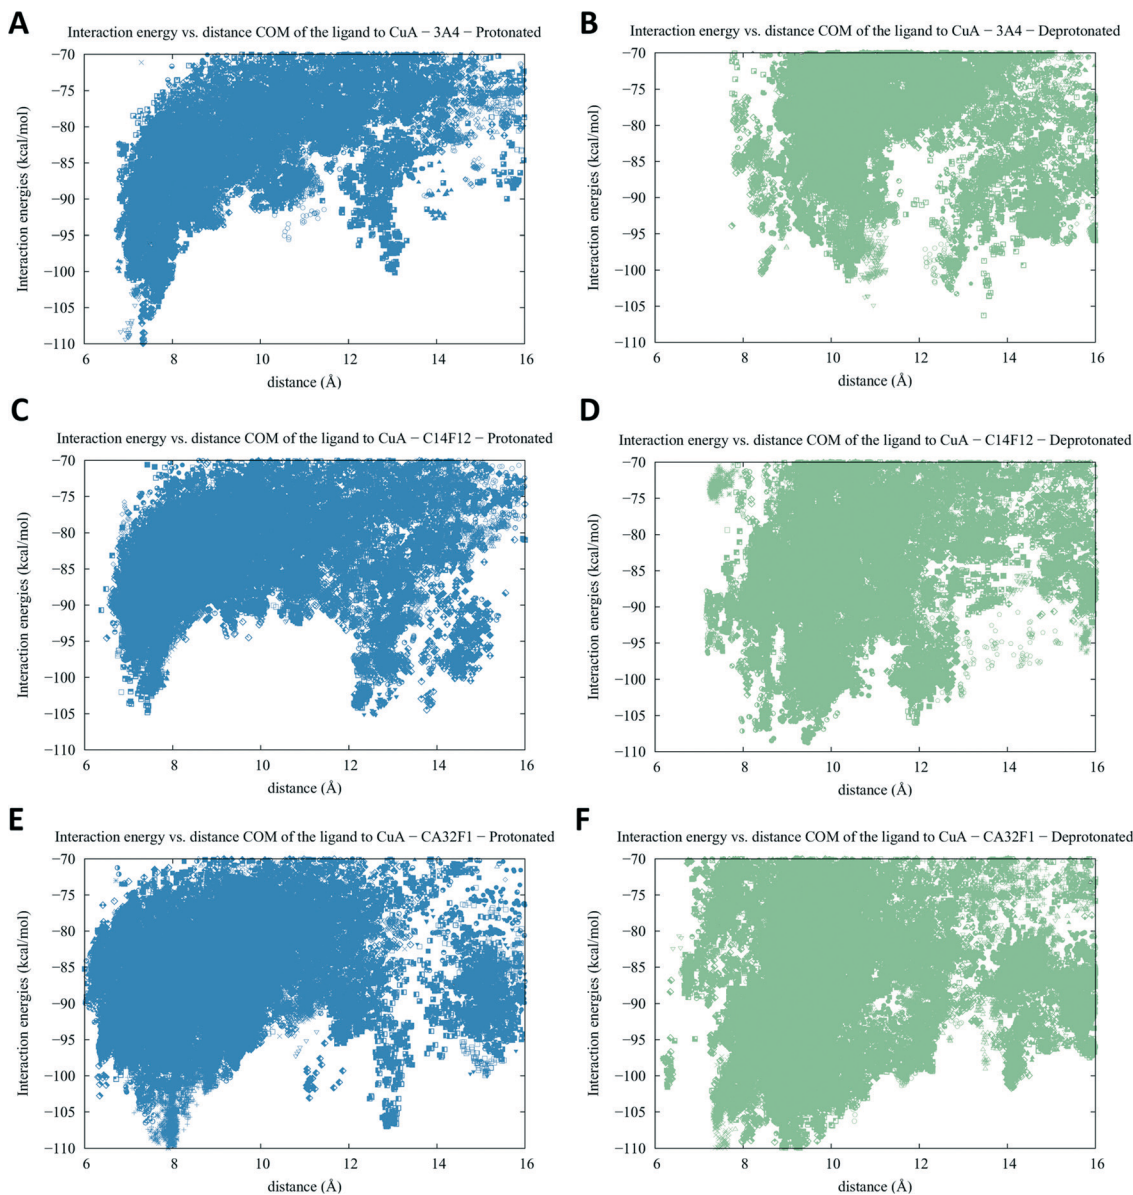 A
Interaction energy vs. distance COM of the ligand to CuA − 3A4 − Protonated
Interaction energies (kcal/mol)
−70
−75
−80
−85
−90
−95
−100
−105
−110
6 8 10 12 14 16
distance (Å)
B
Interaction energy vs. distance COM of the ligand to CuA − 3A4 − Deprotonated
Interaction energies (kcal/mol)
−70
−75
−80
−85
−90
−95
−100
−105
−110
6 8 10 12 14 16
distance (Å)
C
Interaction energy vs. distance COM of the ligand to CuA − C14F12 − Protonated
Interaction energies (kcal/mol)
−70
−75
−80
−85
−90
−95
−100
−105
−110
6 8 10 12 14 16
distance (Å)
D
Interaction energy vs. distance COM of the ligand to CuA − C14F12 − Deprotonated
Interaction energies (kcal/mol)
−70
−75
−80
−85
−90
−95
−100
−105
−110
6 8 10 12 14 16
distance (Å)
E
Interaction energy vs. distance COM of the ligand to CuA − CA32F1 − Protonated
Interaction energies (kcal/mol)
−70
−75
−80
−85
−90
−95
−100
−105
−110
6 8 10 12 14 16
distance (Å)
F
Interaction energy vs. distance COM of the ligand to CuA − CA32F1 − Deprotonated
Interaction energies (kcal/mol)
−70
−75
−80
−85
−90
−95
−100
−105
−110
6 8 10 12 14 16
distance (Å)